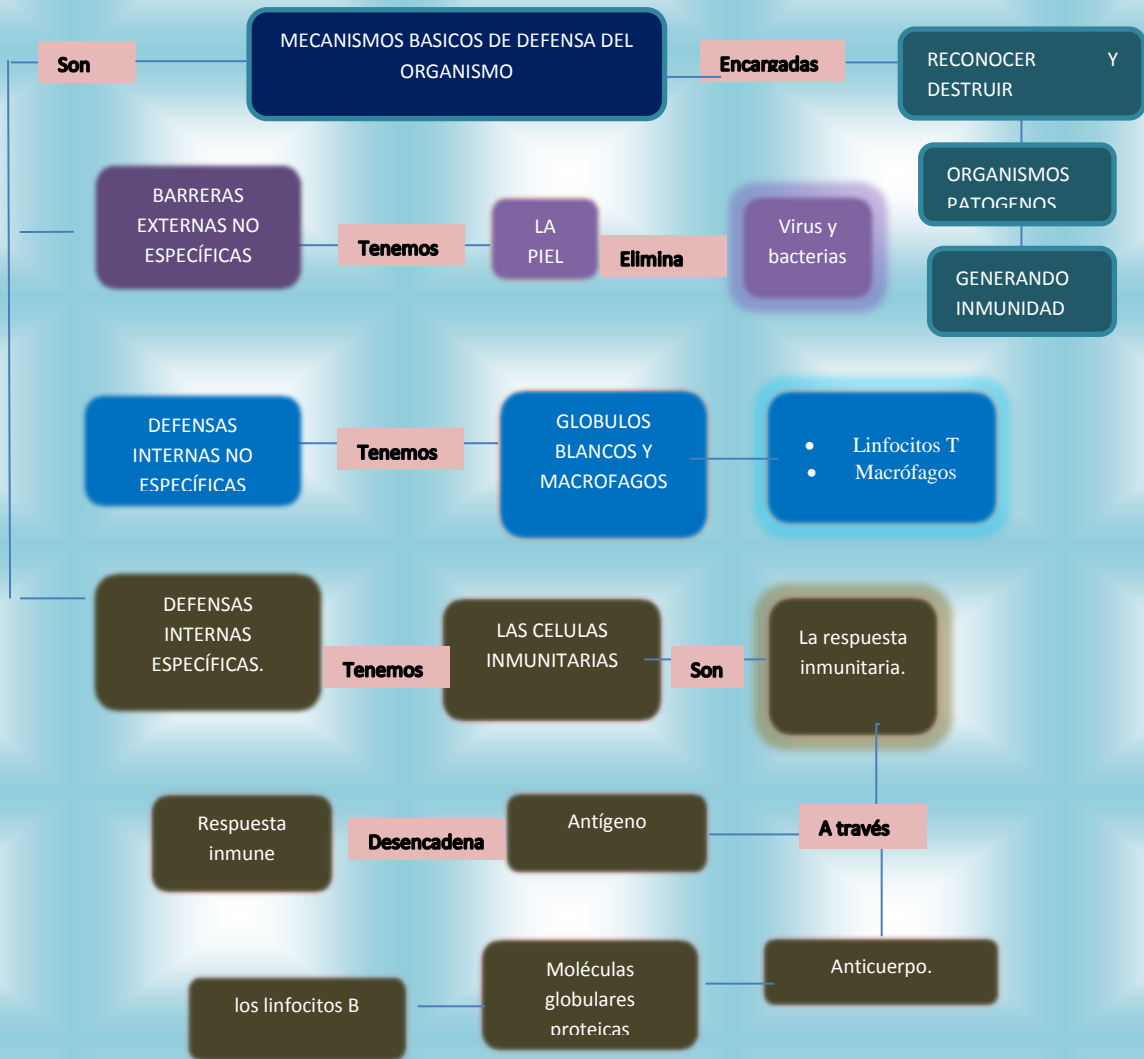 MECANISMOS BASICOS DE DEFENSA DEL
ORGANISMO
Son
Encargadas
RECONOCER Y
DESTRUIR
ORGANISMOS
PATOGENOS
GENERANDO
INMUNIDAD
BARRERAS
EXTERNAS NO
ESPECÍFICAS
Tenemos
LA
PIEL
Elimina
Virus y
bacterias
DEFENSAS
INTERNAS NO
ESPECÍFICAS
Tenemos
GLOBULOS
BLANCOS Y
MACROFAGOS
• Linfocitos T
• Macrófagos
DEFENSAS
INTERNAS
ESPECÍFICAS.
Tenemos
LAS CELULAS
INMUNITARIAS
Son
La respuesta
inmunitaria.
A través
Antígeno
Desencadena
Respuesta
inmune
Anticuerpo.
Moléculas
globulares
proteicas
los linfocitos B